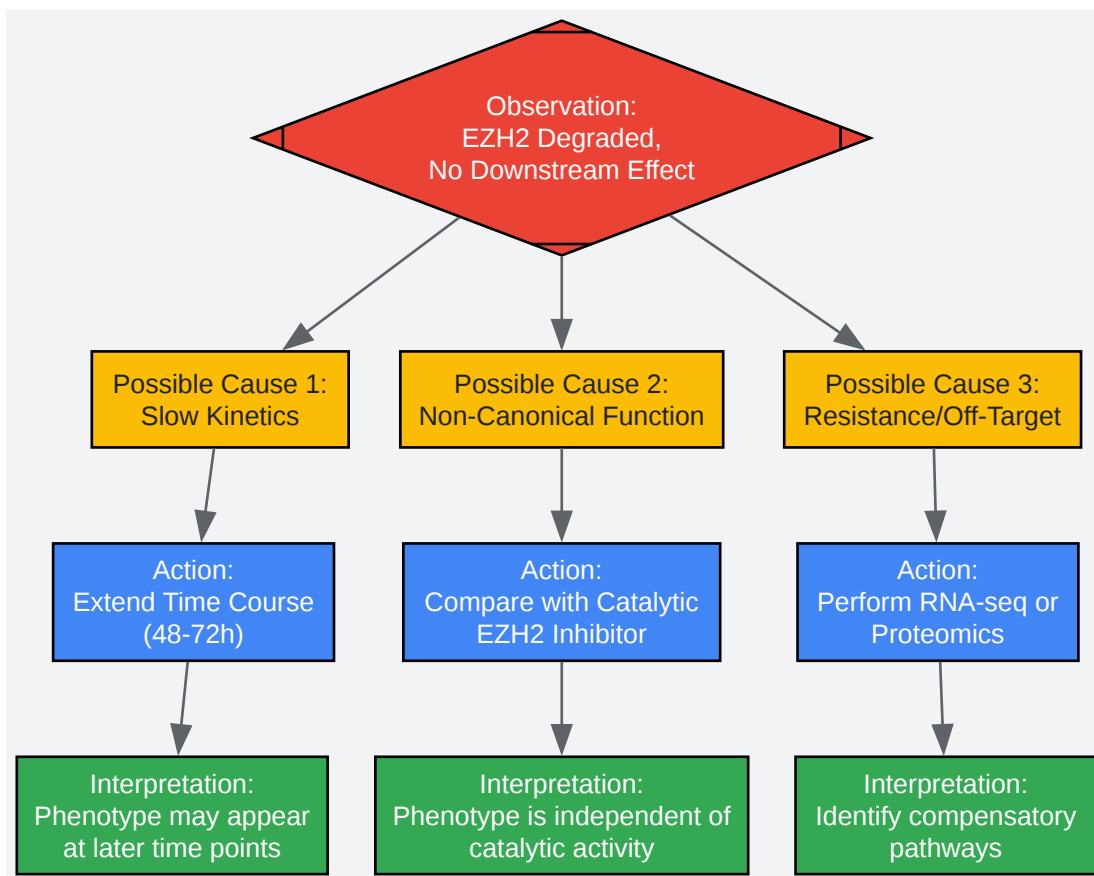 Observation:
EZH2 Degraded,
No Downstream Effect
Possible Cause 1:
Slow Kinetics
Possible Cause 2:
Non-Canonical Function
Possible Cause 3:
Resistance/Off-Target
Action:
Extend Time Course
(48-72h)
Action:
Compare with Catalytic
EZH2 Inhibitor
Action:
Perform RNA-seq or
Proteomics
Interpretation:
Phenotype may appear
at later time points
Interpretation:
Phenotype is independent of
catalytic activity
Interpretation:
Identify compensatory
pathways